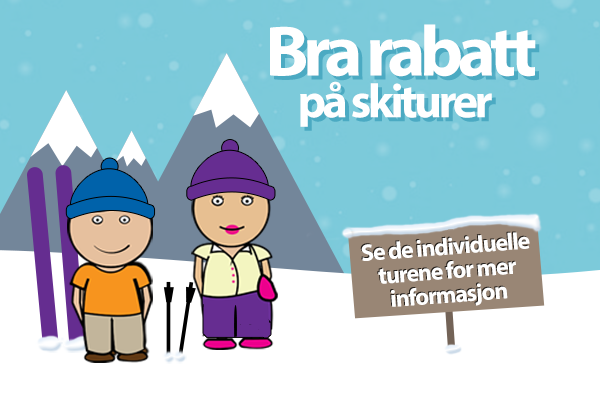 Bra rabatt
på skiturer
Se de individuelle
turene for mer
informasjon